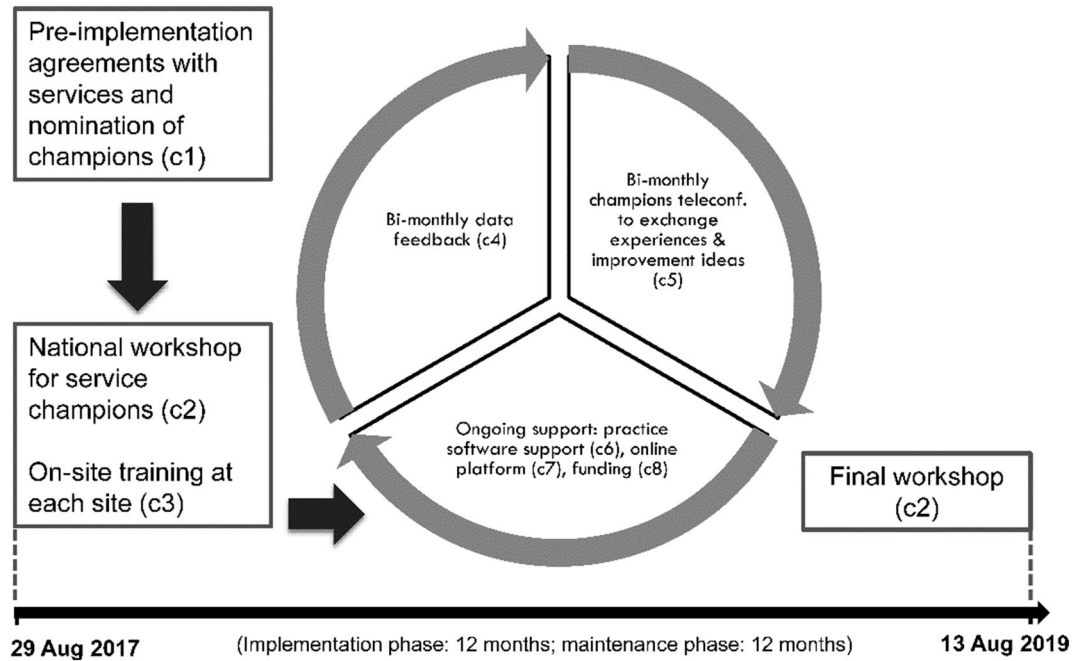 Pre-implementation
agreements with
services and
nomination of
champions (c1)
National workshop
for service
champions (c2)
On-site training at
each site (c3)
Bi-monthly data
feedback (c4)
Bi-monthly
champions teleconf.
to exchange
experiences &
improvement ideas
(c5)
Ongoing support: practice
software support (c6), online
platform (c7), funding (c8)
Final workshop
(c2)
29 Aug 2017
(Implementation phase: 12 months; maintenance phase: 12 months)
13 Aug 2019